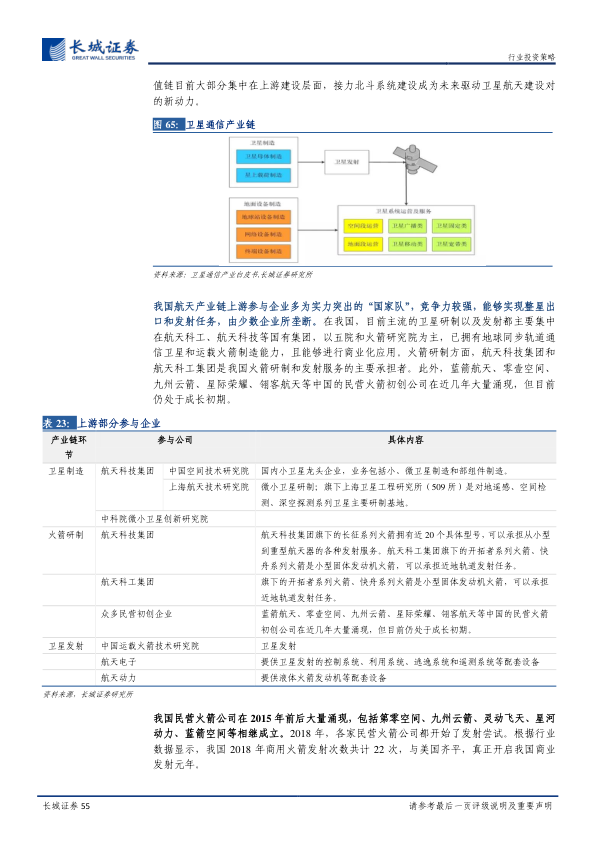 长城证券
GREAT WALL SECURITIES
行业投资策略
值链目前大部分集中在上游建设层面，接力北斗系统建设成为未来驱动卫星航天建设对
的新动力。
图 65：卫星通信产业链
卫星制造
卫星母体制造
星上载荷制造
卫星发射
地面设备制造
地球站设备制造
网络设备制造
终端设备制造
卫星系统运营及服务
空间段运营
卫星广播类
卫星固定类
地面段运营
卫星移动类
卫星宽带类
资料来源：卫星通信产业白皮书,长城证券研究所
我国航天产业链上游参与企业多为实力突出的“国家队”，竞争力较强，能够实现整星出
口和发射任务，由少数企业所垄断。在我国，目前主流的卫星研制以及发射都主要集中
在航天科工、航天科技等国有集团，以五院和火箭研究院为主，已拥有地球同步轨道通
信卫星和运载火箭制造能力，且能够进行商业化应用。火箭研制方面，航天科技集团和
航天科工集团是我国火箭研制和发射服务的主要承担者。此外，蓝箭航天、零壹空间、
九州云箭、星际荣耀、翎客航天等中国的民营火箭初创公司在近几年大量涌现，但目前
仍处于成长初期。
表 23：上游部分参与企业
产业链环节 参与公司 具体内容
卫星制造 航天科技集团 中国空间技术研究院 国内小卫星龙头企业，业务包括小、微卫星制造和部组件制造。
上海航天技术研究院 微小卫星研制；旗下上海卫星工程研究所（509 所）是对地遥感、空间检
测、深空探测系列卫星主要研制基地。
中科院微小卫星创新研究院
火箭研制 航天科技集团 航天科技集团旗下的长征系列火箭拥有近 20 个具体型号，可以承担从小型
到重型航天器的各种发射服务。航天科工集团旗下的开拓者系列火箭、快
舟系列火箭是小型固体发动机火箭，可以承担近地轨道发射任务。
航天科工集团 旗下的开拓者系列火箭、快舟系列火箭是小型固体发动机火箭，可以承担
近地轨道发射任务。
众多民营初创企业 蓝箭航天、零壹空间、九州云箭、星际荣耀、翎客航天等中国的民营火箭
初创公司在近几年大量涌现，但目前仍处于成长初期。
卫星发射 中国运载火箭技术研究院 卫星发射
航天电子 提供卫星发射的控制系统、利用系统、逃逸系统和遥测系统等配套设备
航天动力 提供液体火箭发动机等配套设备
资料来源：长城证券研究所
我国民营火箭公司在 2015 年前后大量涌现，包括第零空间、九州云箭、灵动飞天、星河
动力、蓝箭空间等相继成立。2018 年，各家民营火箭公司都开始了发射尝试。根据行业
数据显示，我国 2018 年商用火箭发射次数共计 22 次，与美国齐平，真正开启我国商业
发射元年。
长城证券 55
请参考最后一页评级说明及重要声明